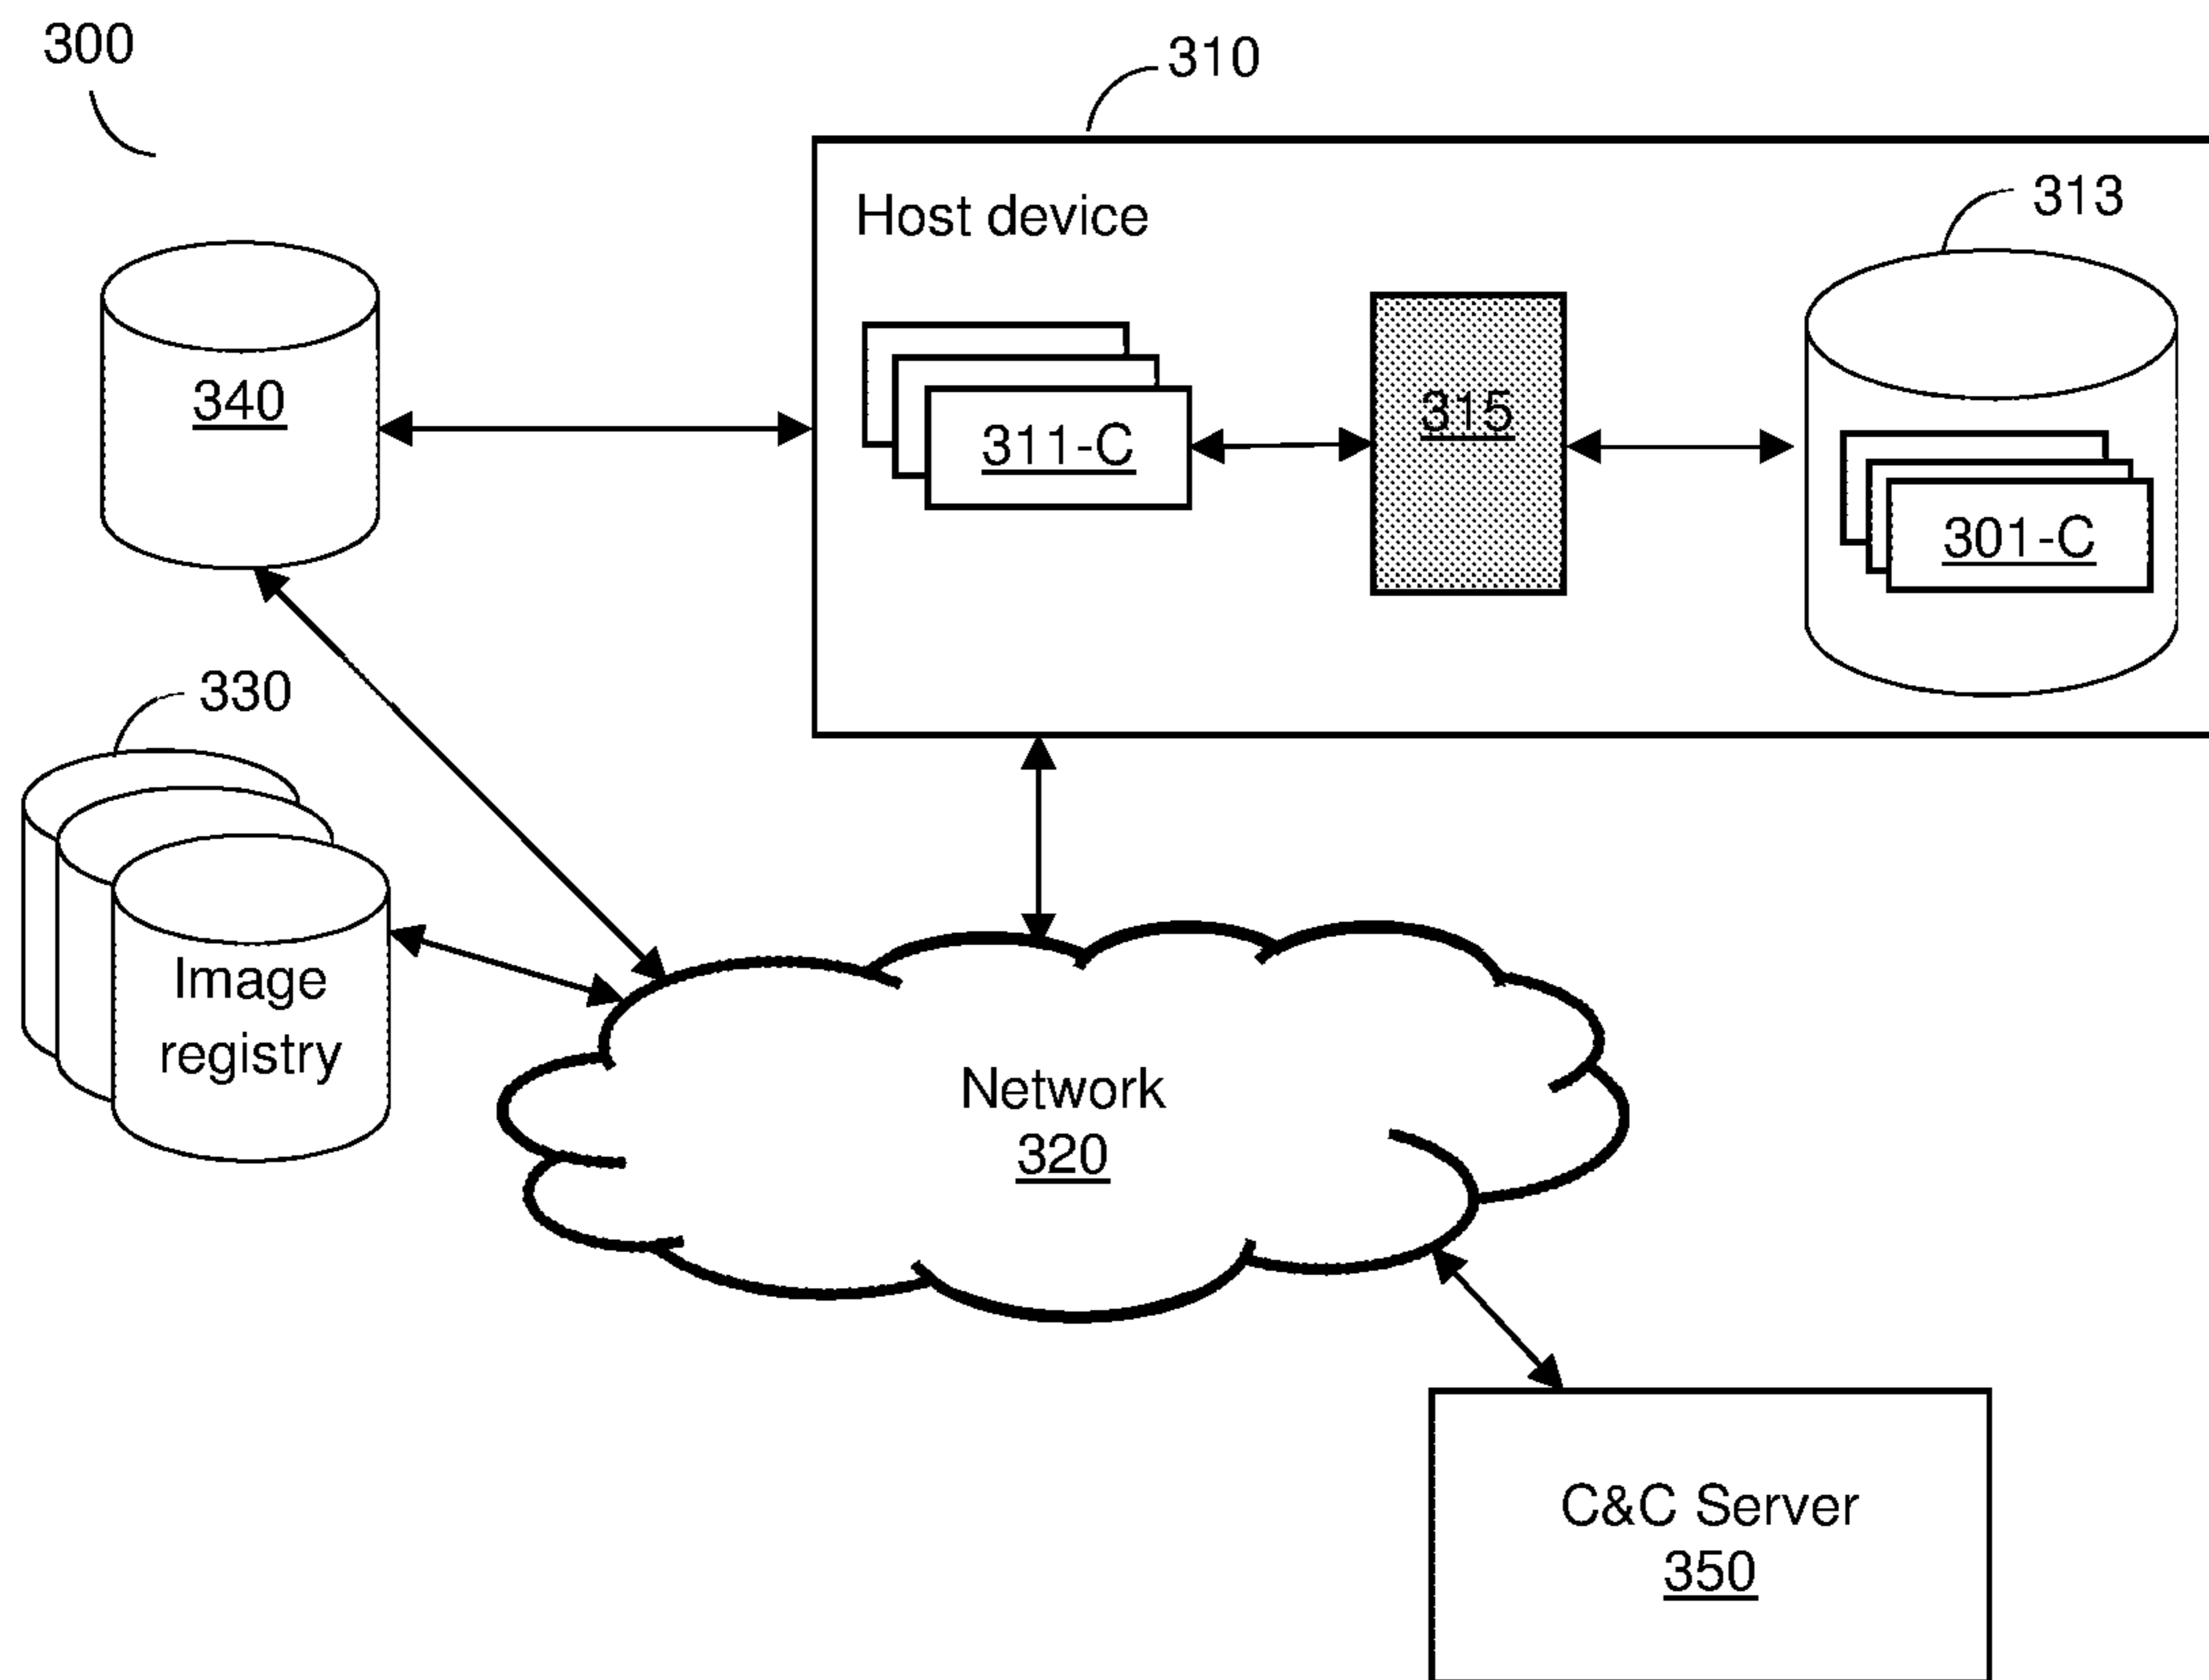 300
310
Host device
313
340
311-C
315
301-C
330
Image
registry
Network
320
C&C Server
350